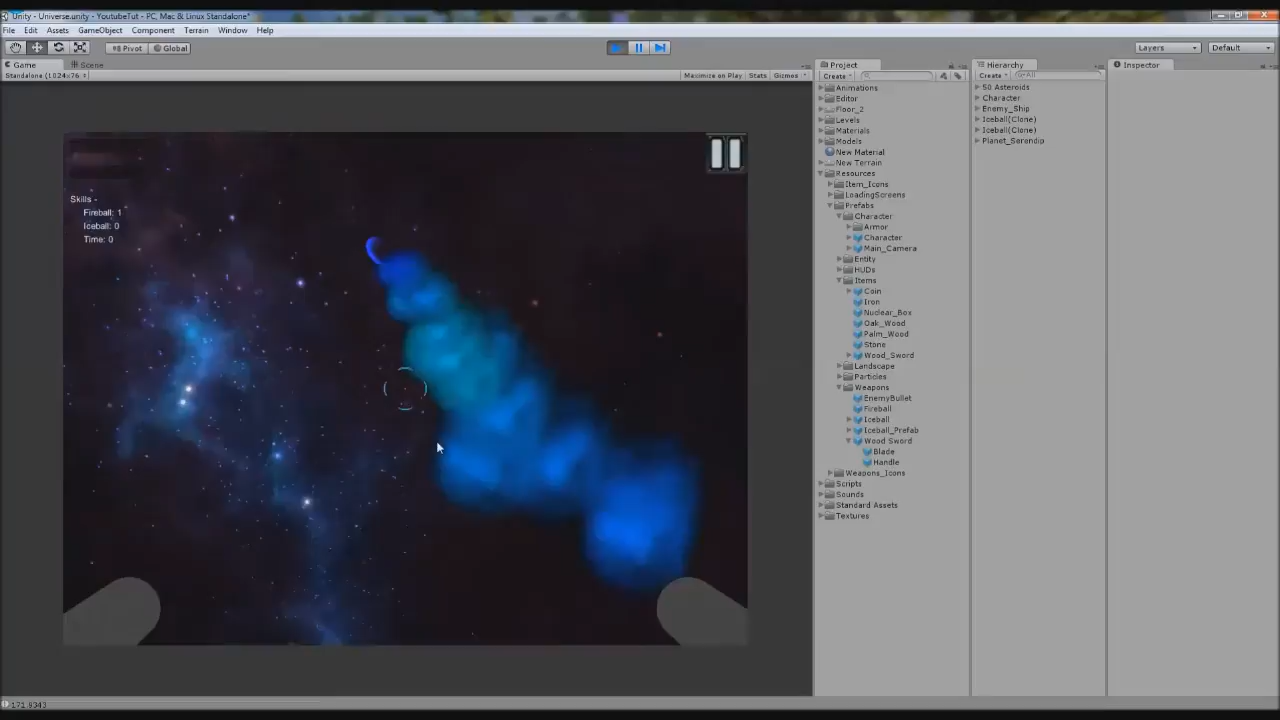 Unity - Universe.unity - YoutubeTut - PC, Mac & Linux Standalone*
File Edit Assets GameObject Component Terrain Window Help
Pivot Global Layers Default
Game Scene
Standalone (1024x76 Maximize on Play Stats Gizmos
Skills -
Fireball: 1
Iceball: 0
Time: 0
Project
Create
Animations
Editor
Floor_2
Levels
Materials
Models
New Material
New Terrain
Resources
Item_Icons
LoadingScreens
Prefabs
Character
Armor
Character
Main_Camera
Entity
HUDs
Items
Coin
Iron
Nuclear_Box
Oak_Wood
Palm_Wood
Stone
Wood_Sword
Landscape
Particles
Weapons
EnemyBullet
Fireball
Iceball
Iceball_Prefab
Wood Sword
Blade
Handle
Weapons_Icons
Scripts
Sounds
Standard Assets
Textures
Hierarchy
Create All
50 Asteroids
Character
Enemy_Ship
Iceball(Clone)
Iceball(Clone)
Planet_Serendip
Inspector
171.9343